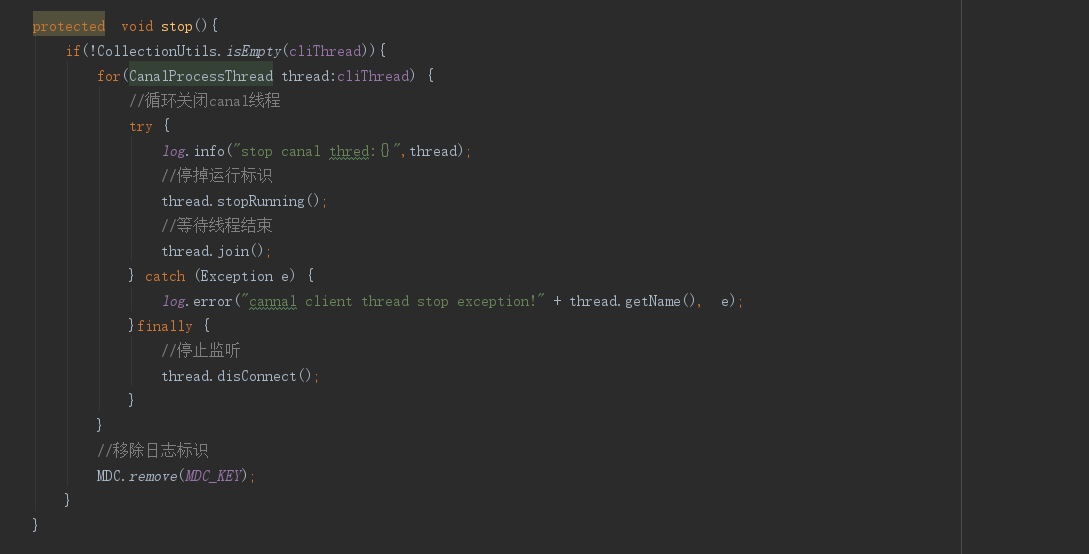 protected  void stop(){
    if(!CollectionUtils.isEmpty(cliThread)){
        for(CanalProcessThread thread:cliThread) {
            //循环关闭canal线程
            try {
                log.info("stop canal thred:{}",thread);
                //停掉运行标识
                thread.stopRunning();
                //等待线程结束
                thread.join();
            } catch (Exception e) {
                log.error("cannal client thread stop exception!" + thread.getName(),  e);
            }finally {
                //停止监听
                thread.disConnect();
            }
        }
        //移除日志标识
        MDC.remove(MDC_KEY);
    }
}